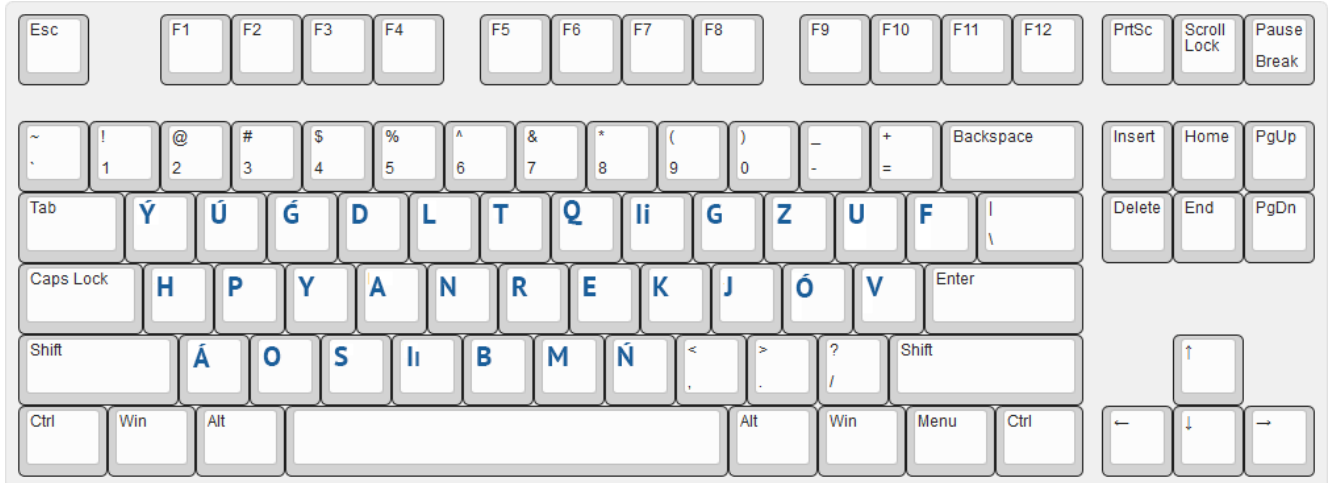 Esc F1 F2 F3 F4 F5 F6 F7 F8 F9 F10 F11 F12 PrtSc Scroll Lock Pause Break
~ ! @ # $ % ^ & * ( ) _ + Backspace Insert Home PgUp
` 1 2 3 4 5 6 7 8 9 0 - =
Tab Ý Ú Ǵ D L T Q Ii G Z U F | Delete End PgDn
\
Caps Lock H P Y A N R E K J Ó V Enter
Shift Á O S Iı B M Ń < > ? Shift ↑
, . /
Ctrl Win Alt Alt Win Menu Ctrl ← ↓ →